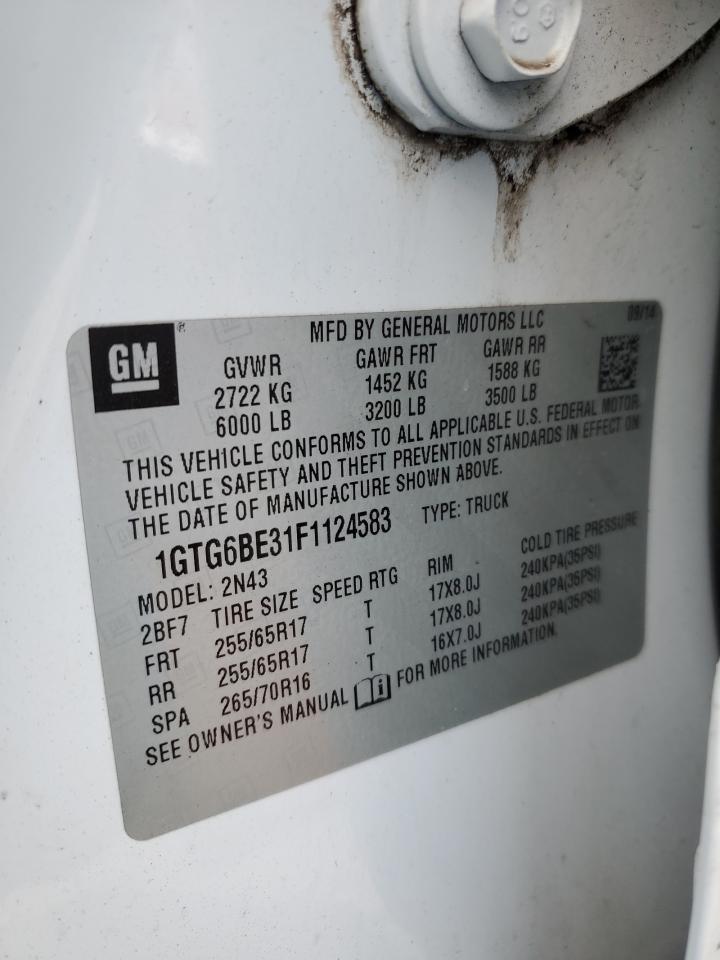 GM
MFD BY GENERAL MOTORS LLC 09/14
GVWR GAWR FRT GAWR RR
2722 KG 1452 KG 1588 KG
6000 LB 3200 LB 3500 LB
THIS VEHICLE CONFORMS TO ALL APPLICABLE U.S. FEDERAL MOTOR
VEHICLE SAFETY AND THEFT PREVENTION STANDARDS IN EFFECT ON
THE DATE OF MANUFACTURE SHOWN ABOVE.
1GTG6BE31F1124583 TYPE: TRUCK
MODEL: 2N43
2BF7 TIRE SIZE SPEED RTG RIM COLD TIRE PRESSURE
FRT 255/65R17 T 17X8.0J 240KPA(35PSI)
RR 255/65R17 T 17X8.0J 240KPA(35PSI)
SPA 265/70R16 T 16X7.0J 240KPA(35PSI)
SEE OWNER'S MANUAL FOR MORE INFORMATION.